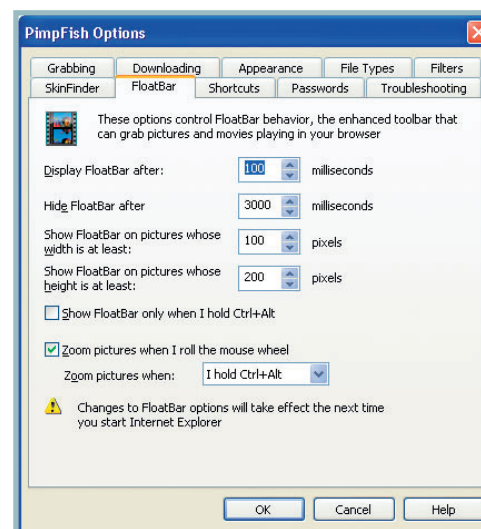 PimpFish Options
Grabbing Downloading Appearance File Types Filters
SkinFinder FloatBar Shortcuts Passwords Troubleshooting
These options control FloatBar behavior, the enhanced toolbar that
can grab pictures and movies playing in your browser
Display FloatBar after: 100 milliseconds
Hide FloatBar after 3000 milliseconds
Show FloatBar on pictures whose
width is at least: 100 pixels
Show FloatBar on pictures whose
height is at least: 200 pixels
Show FloatBar only when I hold Ctrl+Alt
Zoom pictures when I roll the mouse wheel
Zoom pictures when: I hold Ctrl+Alt
Changes to FloatBar options will take effect the next time
you start Internet Explorer
OK Cancel Help